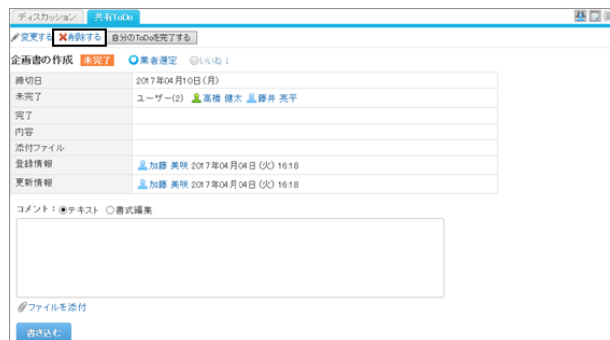 ディスカッション 共有ToDo
変更する 削除する 自分のToDoを完了する
企画書の作成 未完了 業者選定 いいね!
締切日 2017年04月10日(月)
未完了 ユーザー(2) 高橋 健太 藤井 亮平
完了
内容
添付ファイル
登録情報 加藤 美咲 2017年04月04日(火) 16:18
更新情報 加藤 美咲 2017年04月04日(火) 16:18
コメント: テキスト 書式編集
ファイルを添付
書き込む